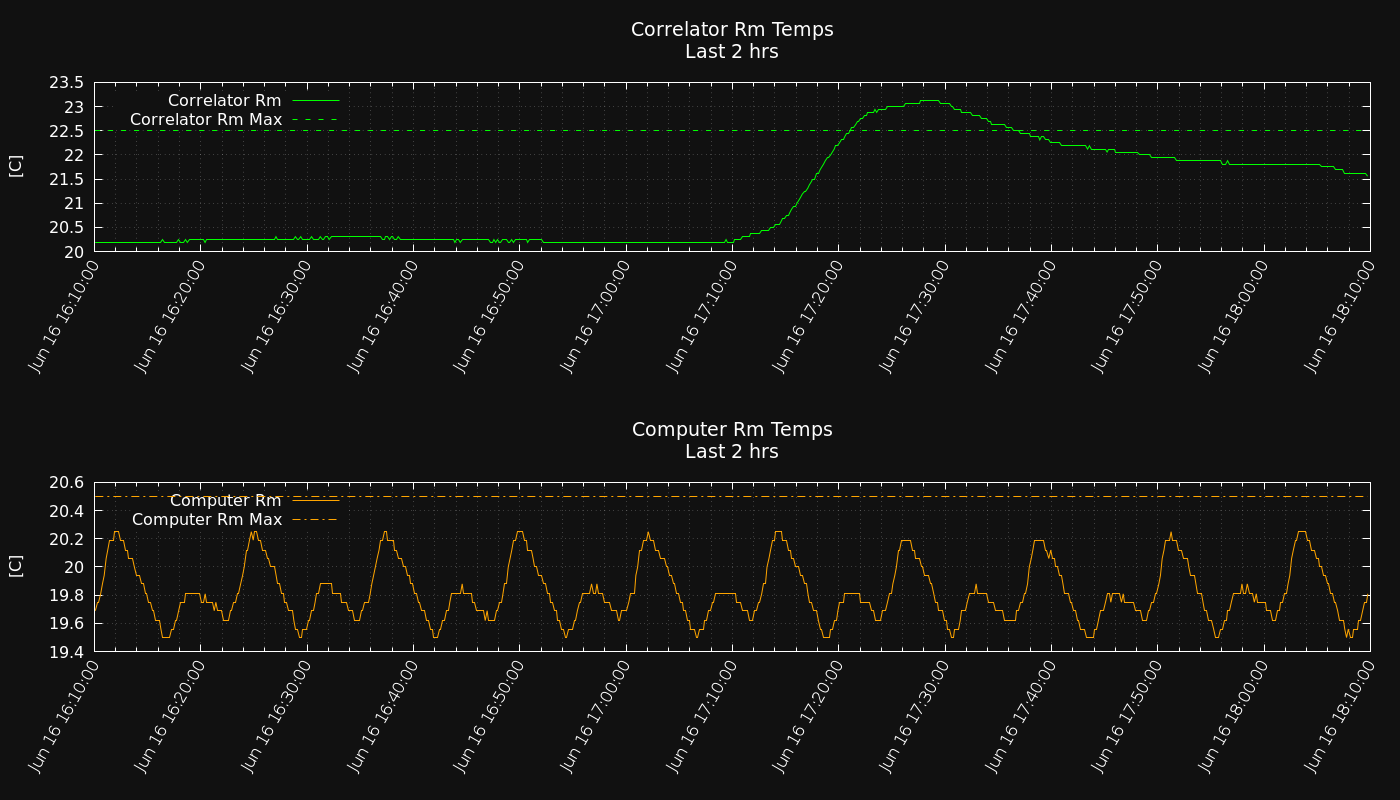 Correlator Rm Temps
Last 2 hrs
23.5
23
22.5
22
21.5
21
20.5
20
[C]
Correlator Rm
Correlator Rm Max
Jun 16 16:10:00
Jun 16 16:20:00
Jun 16 16:30:00
Jun 16 16:40:00
Jun 16 16:50:00
Jun 16 17:00:00
Jun 16 17:10:00
Jun 16 17:20:00
Jun 16 17:30:00
Jun 16 17:40:00
Jun 16 17:50:00
Jun 16 18:00:00
Jun 16 18:10:00
Computer Rm Temps
Last 2 hrs
20.6
20.4
20.2
20
19.8
19.6
19.4
[C]
Computer Rm
Computer Rm Max
Jun 16 16:10:00
Jun 16 16:20:00
Jun 16 16:30:00
Jun 16 16:40:00
Jun 16 16:50:00
Jun 16 17:00:00
Jun 16 17:10:00
Jun 16 17:20:00
Jun 16 17:30:00
Jun 16 17:40:00
Jun 16 17:50:00
Jun 16 18:00:00
Jun 16 18:10:00